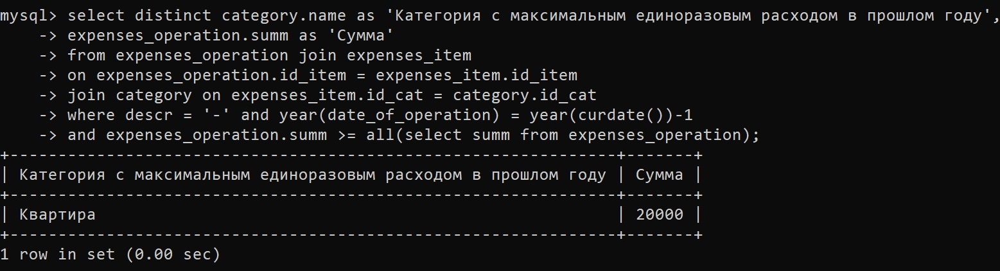 mysql> select distinct category.name as 'Категория с максимальным единоразовым расходом в прошлом году',
    -> expenses_operation.summ as 'Сумма'
    -> from expenses_operation join expenses_item
    -> on expenses_operation.id_item = expenses_item.id_item
    -> join category on expenses_item.id_cat = category.id_cat
    -> where descr = '-' and year(date_of_operation) = year(curdate())-1
    -> and expenses_operation.summ >= all(select summ from expenses_operation);
+---------------------------------------------------------------+-------+
| Категория с максимальным единоразовым расходом в прошлом году | Сумма |
+---------------------------------------------------------------+-------+
| Квартира                                                      | 20000 |
+---------------------------------------------------------------+-------+
1 row in set (0.00 sec)